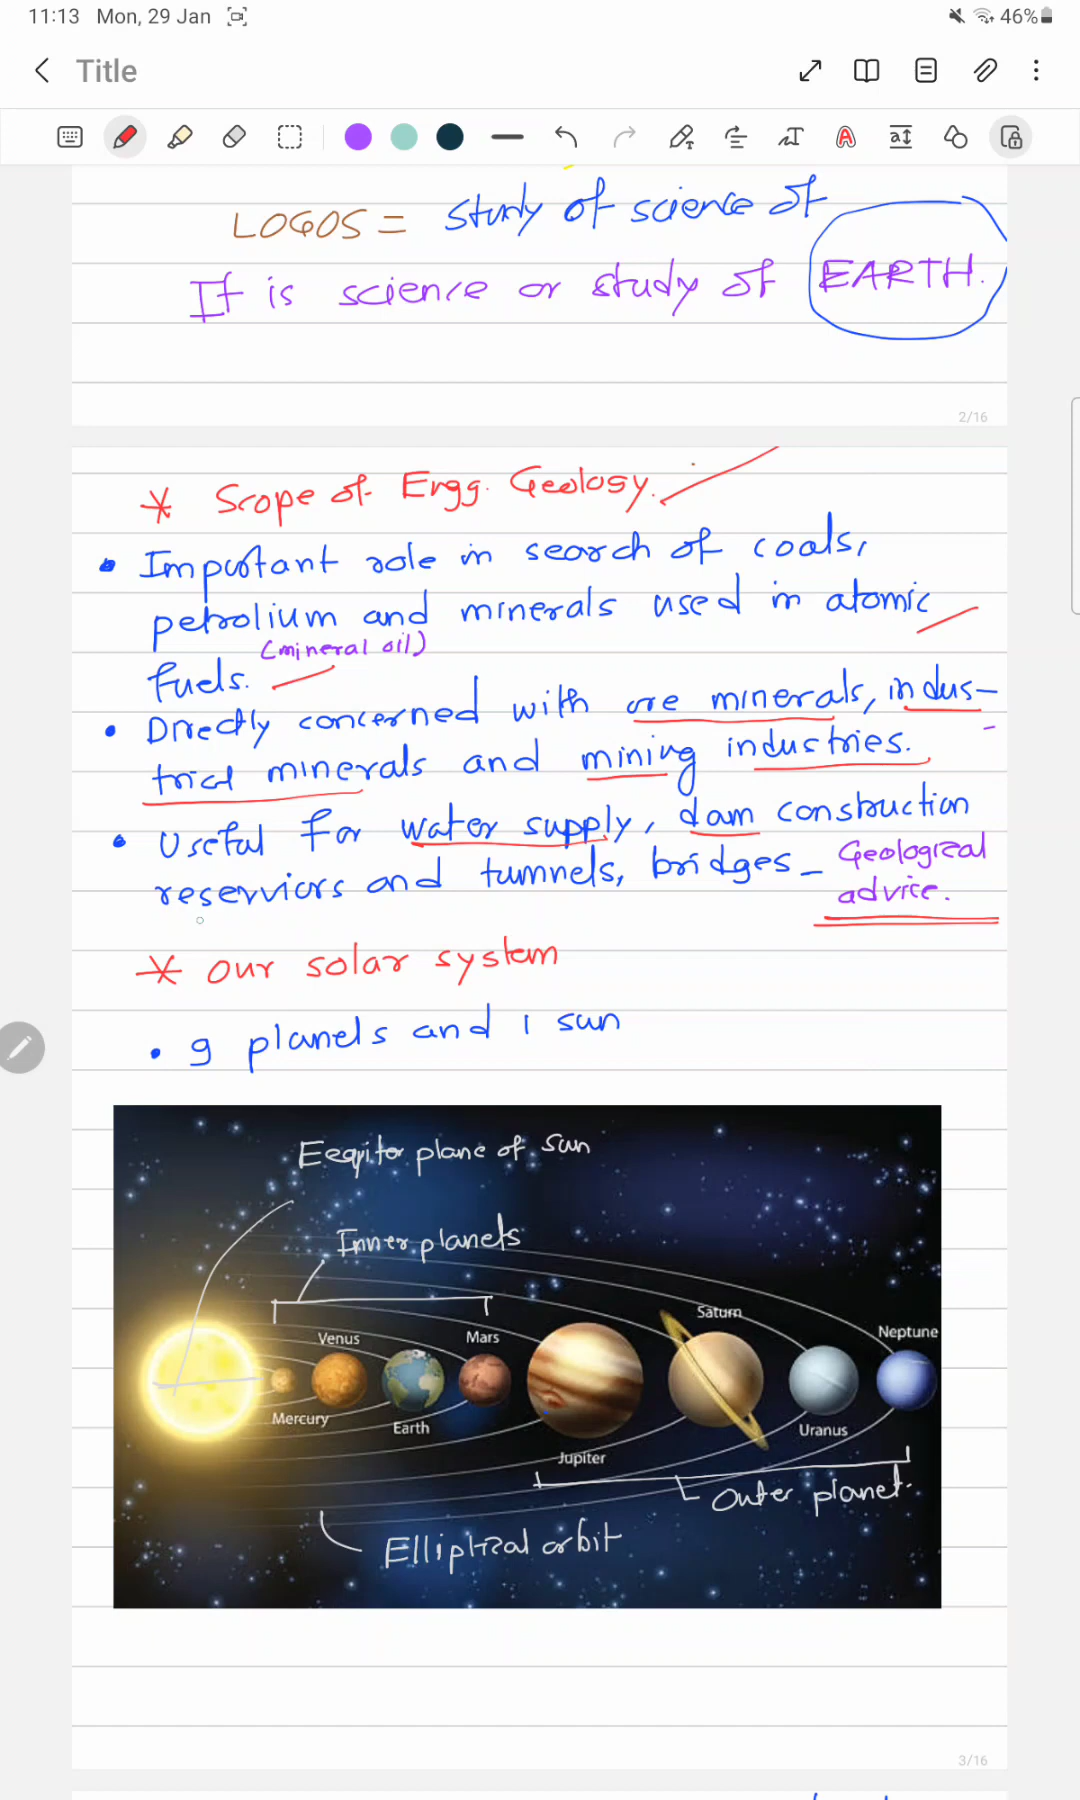 11:13 Mon, 29 Jan 46%
Title
LOGOS = study of science of
It is science or study of EARTH.
2/16
* Scope of Engg. Geology.
• Important role in search of coals,
petrolium and minerals used in atomic
(mineral oil)
fuels.
• Directly concerned with ore minerals, indus-
trial minerals and mining industries.
• Useful for water supply, dam construction
reserviors and tunnels, bridges - Geological
advice.
* our solar system
• 9 planets and 1 sun
Eeqitor plane of sun
Inner planets
Saturn
Venus
Mars
Neptune
Mercury
Earth
Uranus
Jupiter
outer planet.
Elliptical orbit
3/16